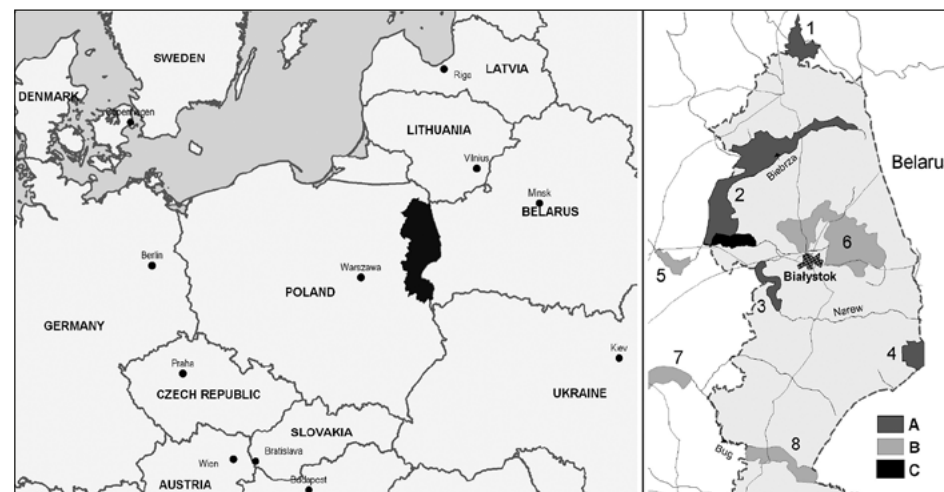 SWEDEN
DENMARK
Copenhagen
Riga
LATVIA
LITHUANIA
Vilnius
Minsk
BELARUS
Berlin
Warszawa
POLAND
GERMANY
Praha
CZECH REPUBLIC
Kiev
UKRAINE
SLOVAKIA
Wien
Bratislava
AUSTRIA
Budapest
1
Biebrza
Belaru
2
6
5
Białystok
3
Narew
4
7
8
Bug
A
B
C